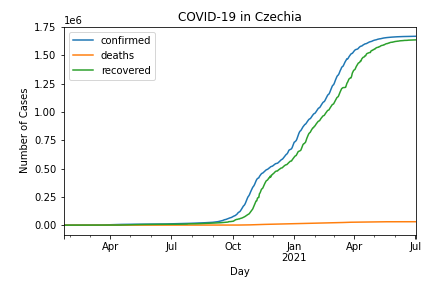 COVID-19 in Czechia
1e6
1.75
1.50
1.25
1.00
0.75
0.50
0.25
0.00
Number of Cases
confirmed
deaths
recovered
Apr
Jul
Oct
Jan
2021
Apr
Jul
Day